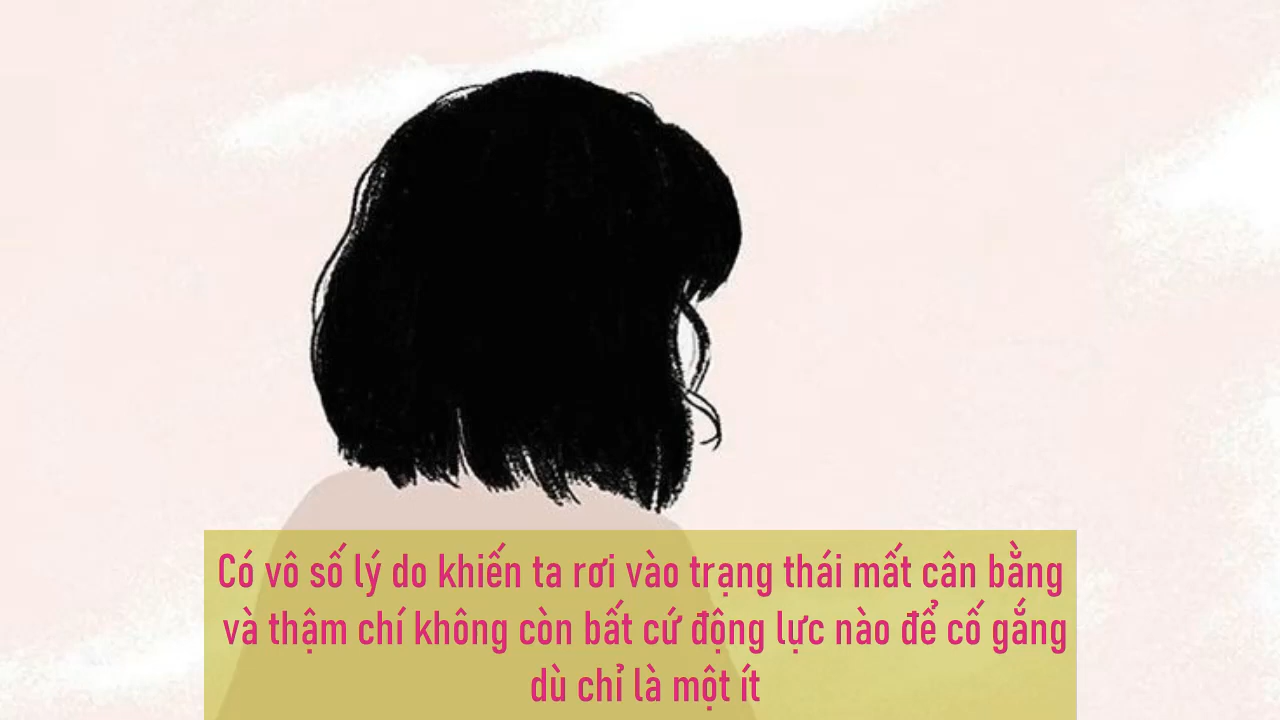 Có vô số lý do khiến ta rơi vào trạng thái mất cân bằng
và thậm chí không còn bất cứ động lực nào để cố gắng
dù chỉ là một ít